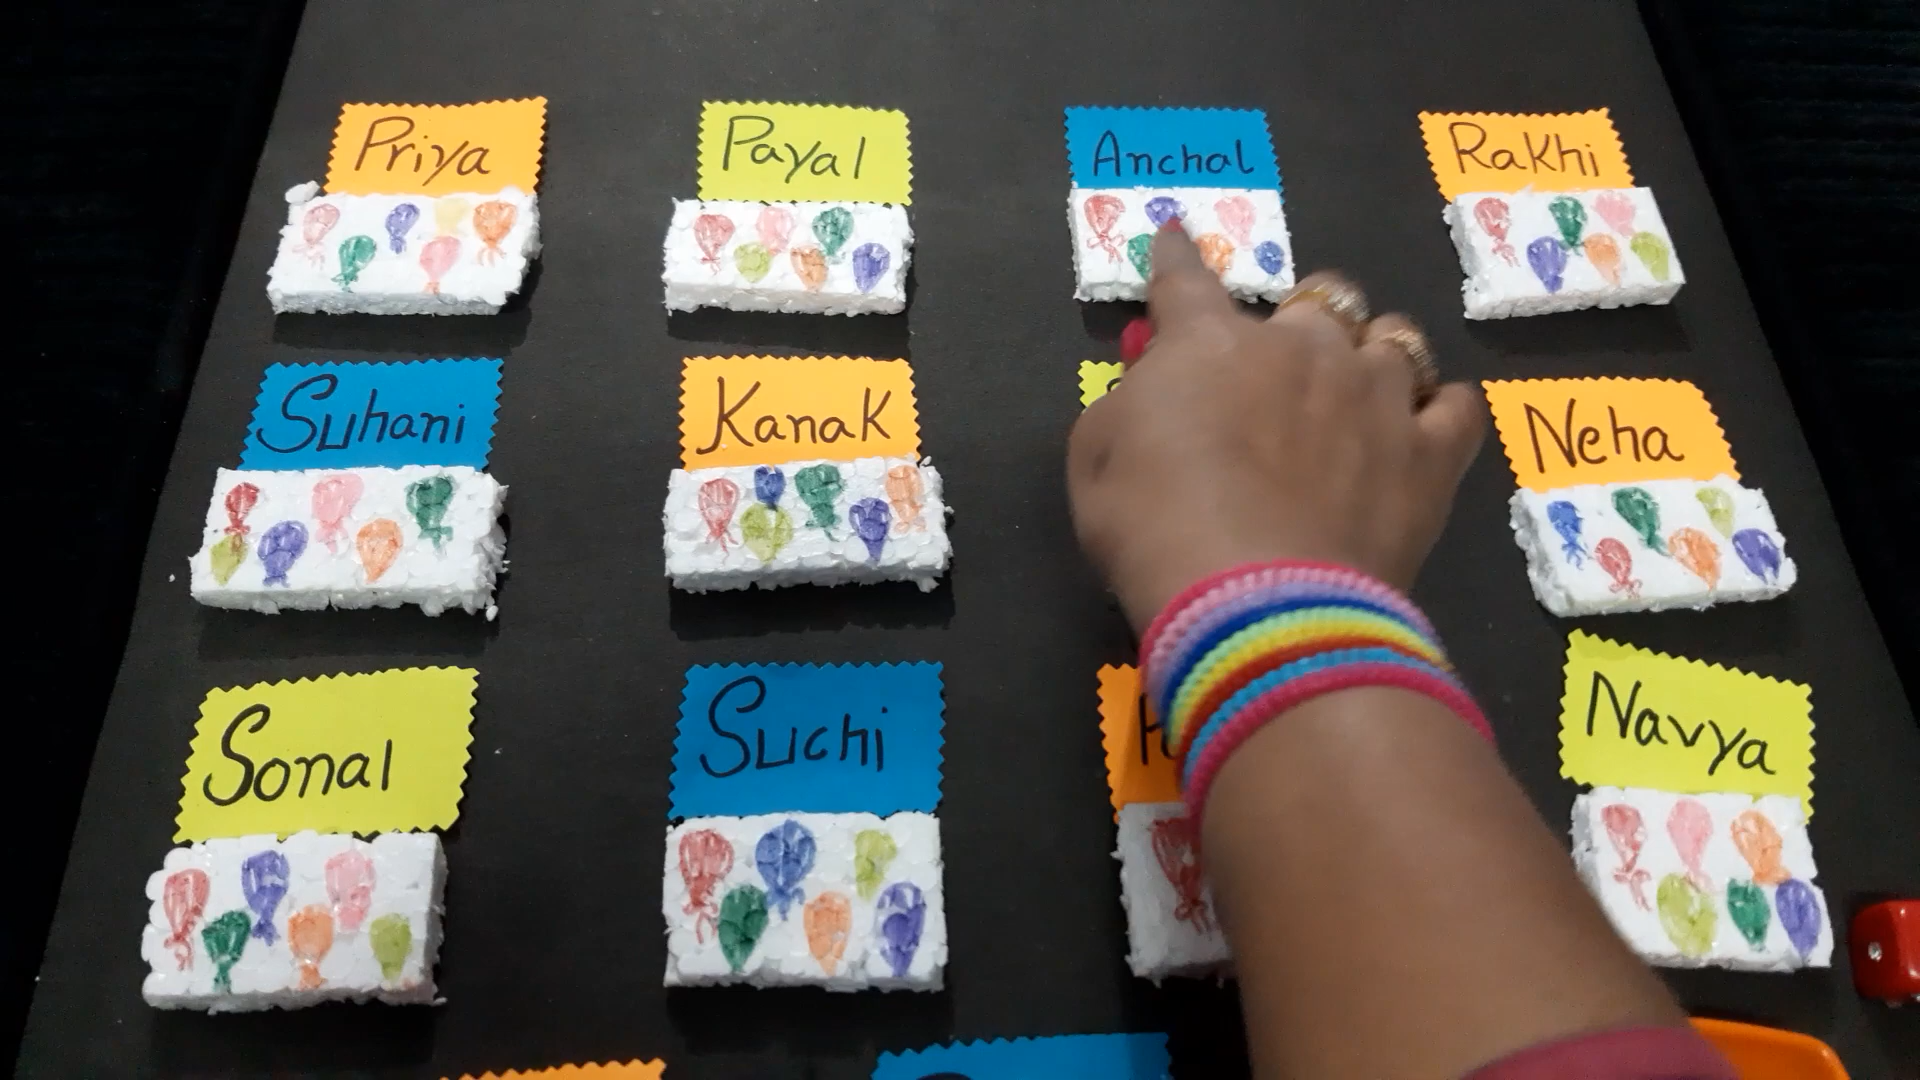 Priya
Payal
Anchal
Rakhi
Suhani
Kanak
Neha
Sonal
Suchi
Navya